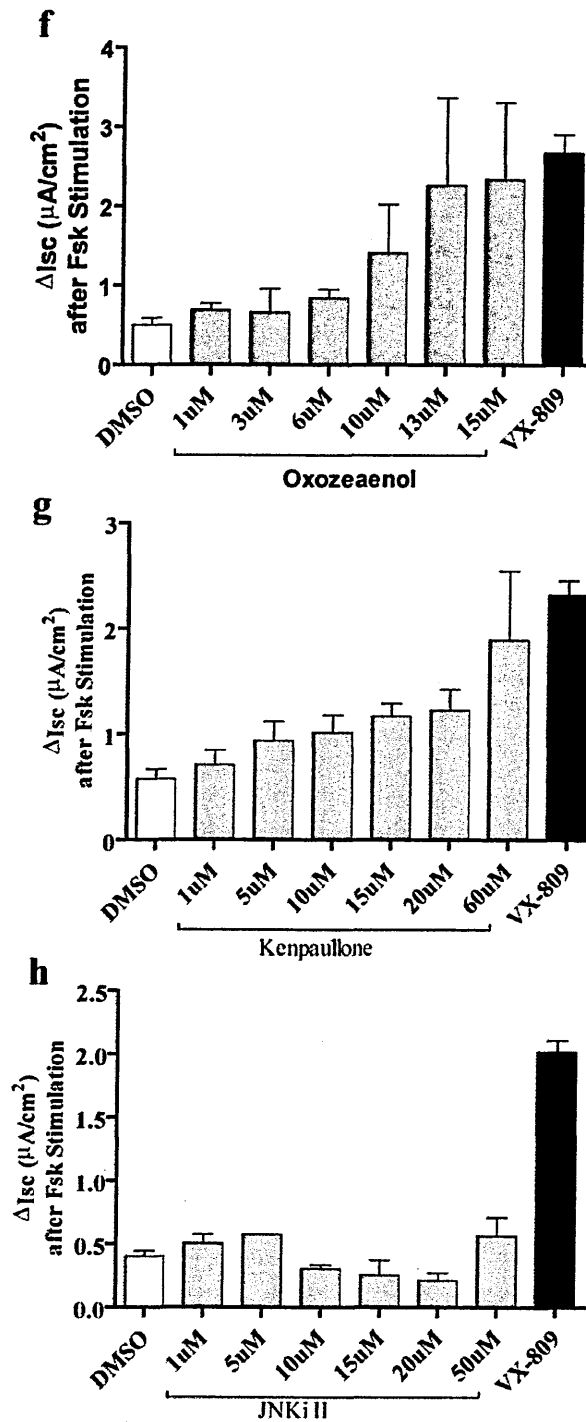 f
ΔIsc (μA/cm²)
after Fsk Stimulation
4
3
2
1
0
DMSO
1uM
3uM
6uM
10uM
13uM
15uM
VX-809
Oxozeaenol
g
ΔIsc (μA/cm²)
after Fsk Stimulation
3
2
1
0
DMSO
1uM
5uM
10uM
15uM
20uM
60uM
VX-809
Kenpaullone
h
ΔIsc (μA/cm²)
after Fsk Stimulation
2.5
2.0
1.5
1.0
0.5
0.0
DMSO
1uM
5uM
10uM
15uM
20uM
50uM
VX-809
JNKi II